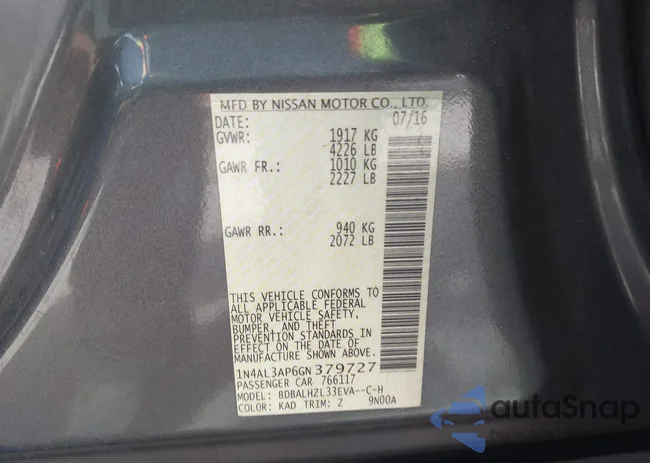 MFD BY NISSAN MOTOR CO., LTD.
DATE: 07/16
GVWR: 1917 KG
4226 LB
GAWR FR.: 1010 KG
2227 LB
GAWR RR.: 940 KG
2072 LB
THIS VEHICLE CONFORMS TO
ALL APPLICABLE FEDERAL
MOTOR VEHICLE SAFETY,
BUMPER, AND THEFT
PREVENTION STANDARDS IN
EFFECT ON THE DATE OF
MANUFACTURE SHOWN ABOVE.
1N4AL3AP6GN379727
PASSENGER CAR 766117
MODEL: BDBALHZL33EVA--C-H
COLOR: KAD TRIM: Z 9N00A
autoSnap